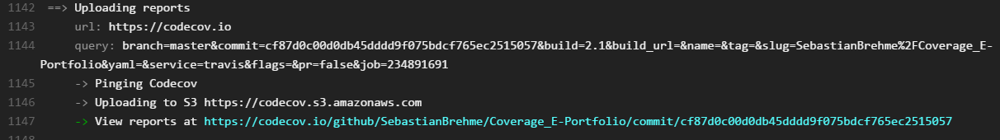 1142 ==> Uploading reports
1143 url: https://codecov.io
1144 query: branch=master&commit=cf87d0c00d0db45dddd9f075bdcf765ec2515057&build=2.1&build_url=&name=&tag=&slug=SebastianBrehme%2FCoverage_E-
Portfolio&yaml=&service=travis&flags=&pr=false&job=234891691
1145 -> Pinging Codecov
1146 -> Uploading to S3 https://codecov.s3.amazonaws.com
1147 -> View reports at https://codecov.io/github/SebastianBrehme/Coverage_E-Portfolio/commit/cf87d0c00d0db45dddd9f075bdcf765ec2515057
1148